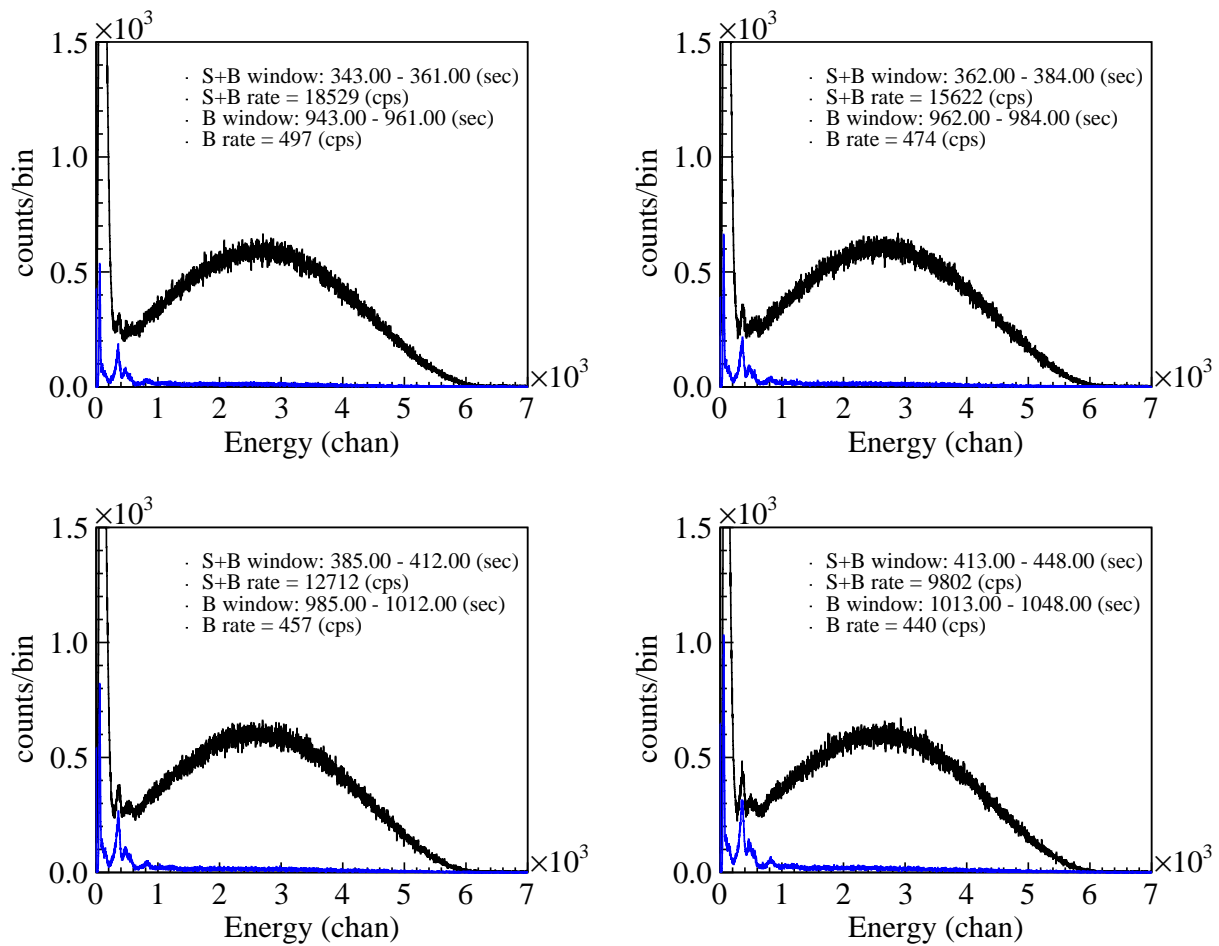 ×10³
1.5
1.0
0.5
0.0
counts/bin
S+B window: 343.00 - 361.00 (sec)
S+B rate = 18529 (cps)
B window: 943.00 - 961.00 (sec)
B rate = 497 (cps)
0 1 2 3 4 5 6 7
×10³
Energy (chan)
×10³
1.5
1.0
0.5
0.0
counts/bin
S+B window: 362.00 - 384.00 (sec)
S+B rate = 15622 (cps)
B window: 962.00 - 984.00 (sec)
B rate = 474 (cps)
0 1 2 3 4 5 6 7
×10³
Energy (chan)
×10³
1.5
1.0
0.5
0.0
counts/bin
S+B window: 385.00 - 412.00 (sec)
S+B rate = 12712 (cps)
B window: 985.00 - 1012.00 (sec)
B rate = 457 (cps)
0 1 2 3 4 5 6 7
×10³
Energy (chan)
×10³
1.5
1.0
0.5
0.0
counts/bin
S+B window: 413.00 - 448.00 (sec)
S+B rate = 9802 (cps)
B window: 1013.00 - 1048.00 (sec)
B rate = 440 (cps)
0 1 2 3 4 5 6 7
×10³
Energy (chan)